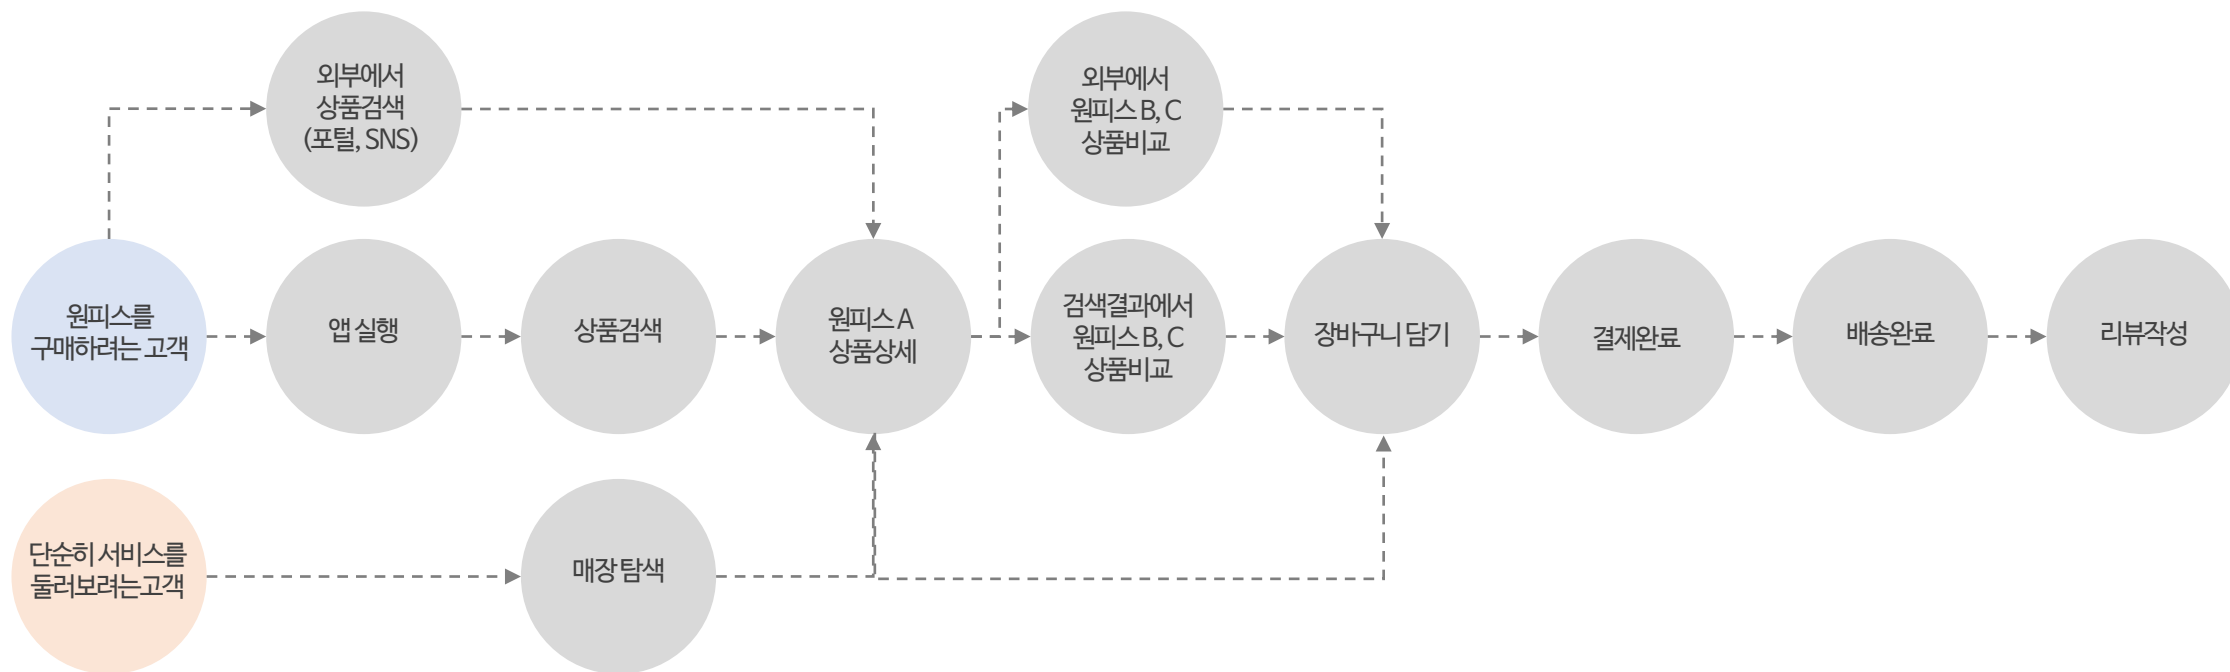 외부에서
상품검색
(포털, SNS)
외부에서
원피스 B, C
상품비교
원피스를
구매하려는 고객
앱 실행
상품검색
원피스 A
상품상세
검색결과에서
원피스 B, C
상품비교
장바구니 담기
결제완료
배송완료
리뷰작성
단순히 서비스를
둘러보려는고객
매장 탐색